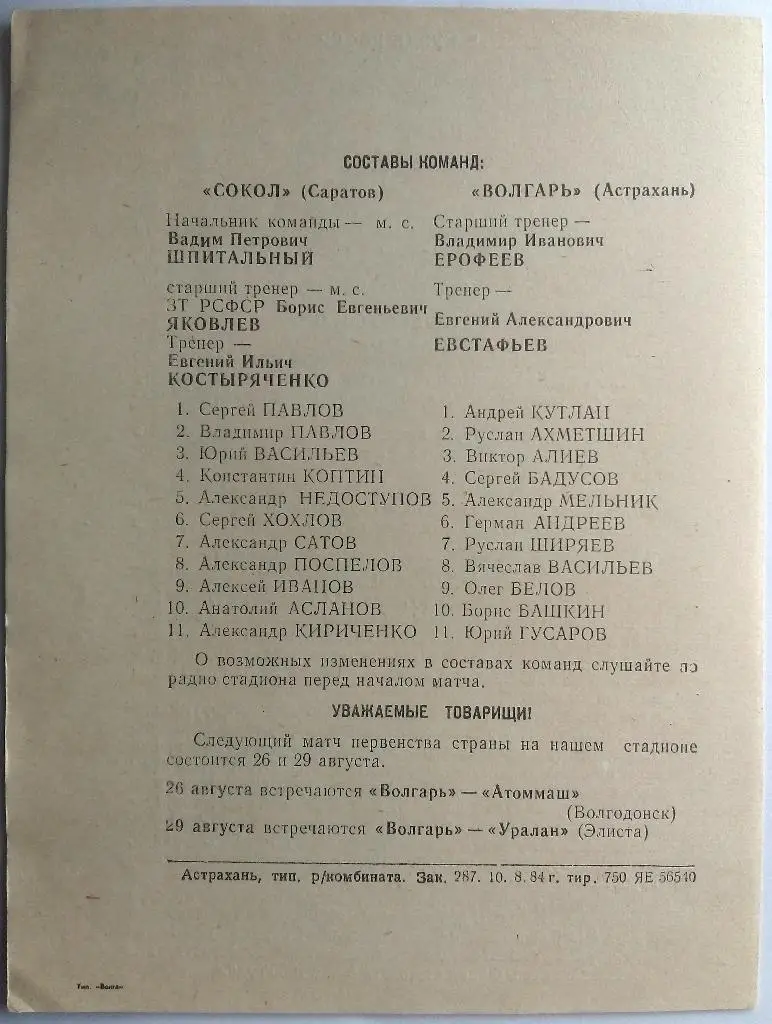 СОСТАВЫ КОМАНД:
«СОКОЛ» (Саратов)
Начальник команды — м. с.
Вадим Петрович
ШПИТАЛЬНЫЙ
старший тренер — м. с.
ЗТ РСФСР Борис Евгеньевич
ЯКОВЛЕВ
Тренер —
Евгений Ильич
КОСТЫРЯЧЕНКО
1. Сергей ПАВЛОВ
2. Владимир ПАВЛОВ
3. Юрий ВАСИЛЬЕВ
4. Константин КОПТИП
5. Александр НЕДОСТУПОВ
6. Сергей ХОХЛОВ
7. Александр САТОВ
8. Александр ПОСПЕЛОВ
9. Алексей ИВАНОВ
10. Анатолий АСЛАНОВ
11. Александр КИРИЧЕНКО
«ВОЛГАРЬ» (Астрахань)
Старший тренер —
Владимир Иванович
ЕРОФЕЕВ
Тренер —
Евгений Александрович
ЕВСТАФЬЕВ
1. Андрей КУТЛАН
2. Руслан АХМЕТШИН
3. Виктор АЛИЕВ
4. Сергей БАДУСОВ
5. Александр МЕЛЬНИК
6. Герман АНДРЕЕВ
7. Руслан ШИРЯЕВ
8. Вячеслав ВАСИЛЬЕВ
9. Олег БЕЛОВ
10. Борис БАШКИН
11. Юрий ГУСАРОВ
О возможных изменениях в составах команд слушайте по
радио стадиона перед началом матча.
УВАЖАЕМЫЕ ТОВАРИЩИ!
Следующий матч первенства страны на нашем стадионе
состоится 26 и 29 августа.
26 августа встречаются «Волгарь» — «Атоммаш»
(Волгодонск)
29 августа встречаются «Волгарь» — «Уралан» (Элиста)
Астрахань, тип. р/комбината. Зак. 287. 10. 8. 84 г. тир. 750 ЯЕ 56540
Тип. «Волга»